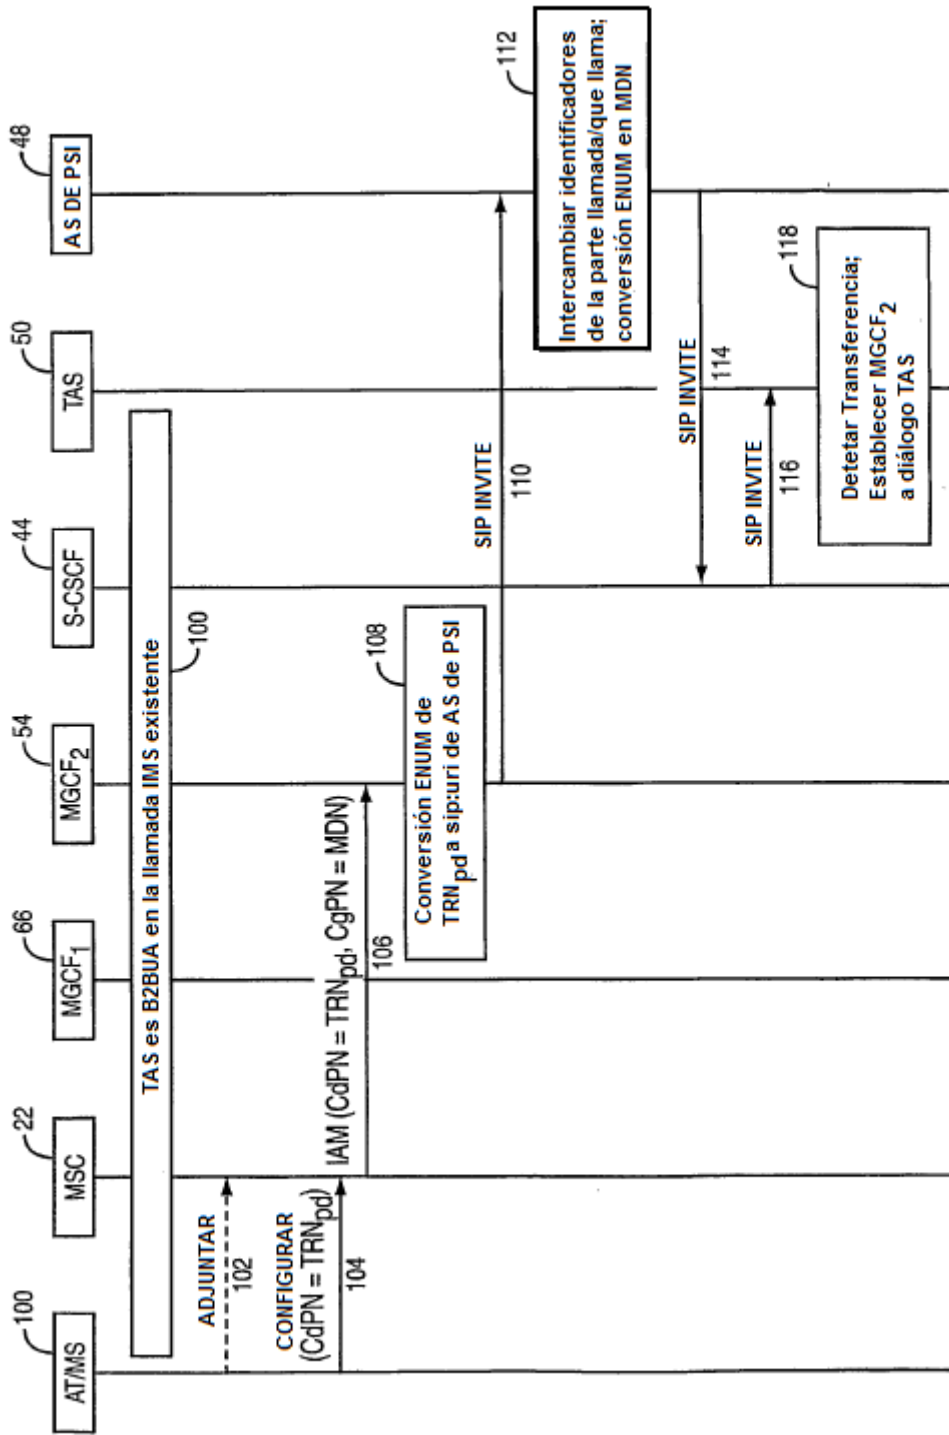 100
22
66
54
44
50
48
AT/MS
MSC
MGCF1
MGCF2
S-CSCF
TAS
AS DE PSI
TAS es B2BUA en la llamada IMS existente
100
ADJUNTAR
102
CONFIGURAR
(CdPN = TRNpd)
104
IAM (CdPN = TRNpd, CgPN = MDN)
106
108
Conversión ENUM de
TRNpd a sip:uri de AS de PSI
SIP INVITE
110
112
Intercambiar identificadores
de la parte llamada/que llama;
conversión ENUM en MDN
SIP INVITE
114
SIP INVITE
116
118
Detetar Transferencia;
Establecer MGCF2
a diálogo TAS